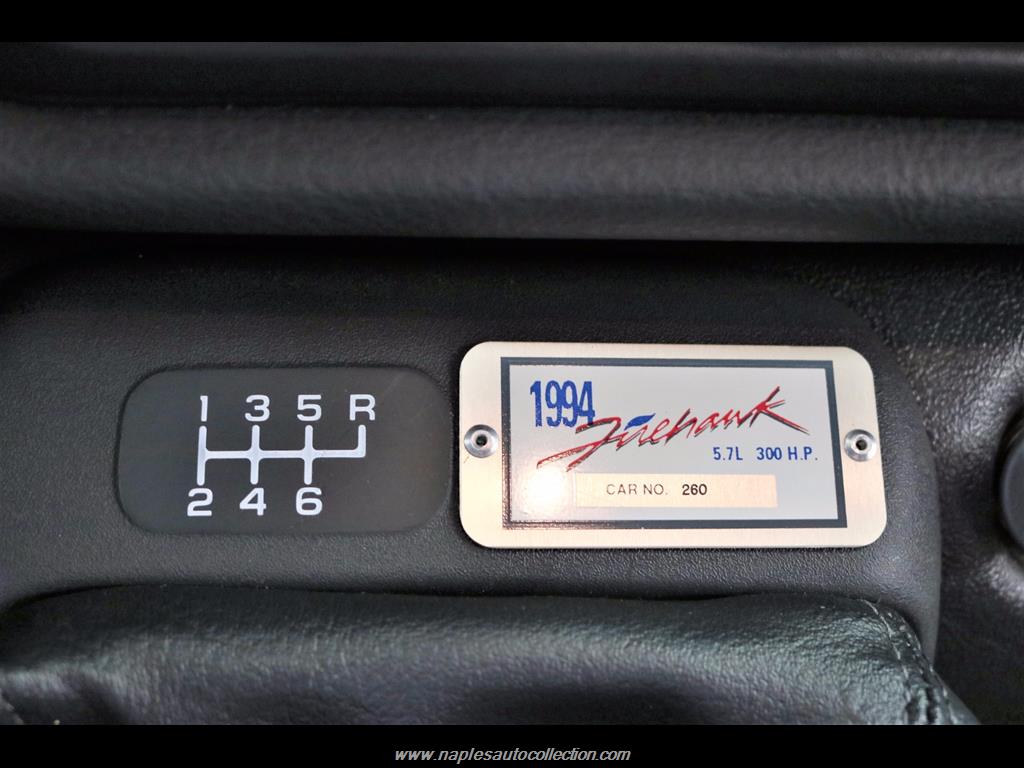 1 3 5 R
2 4 6
1994 Firehawk
5.7L 300 H.P.
CAR NO. 260
www.naplesautocollection.com